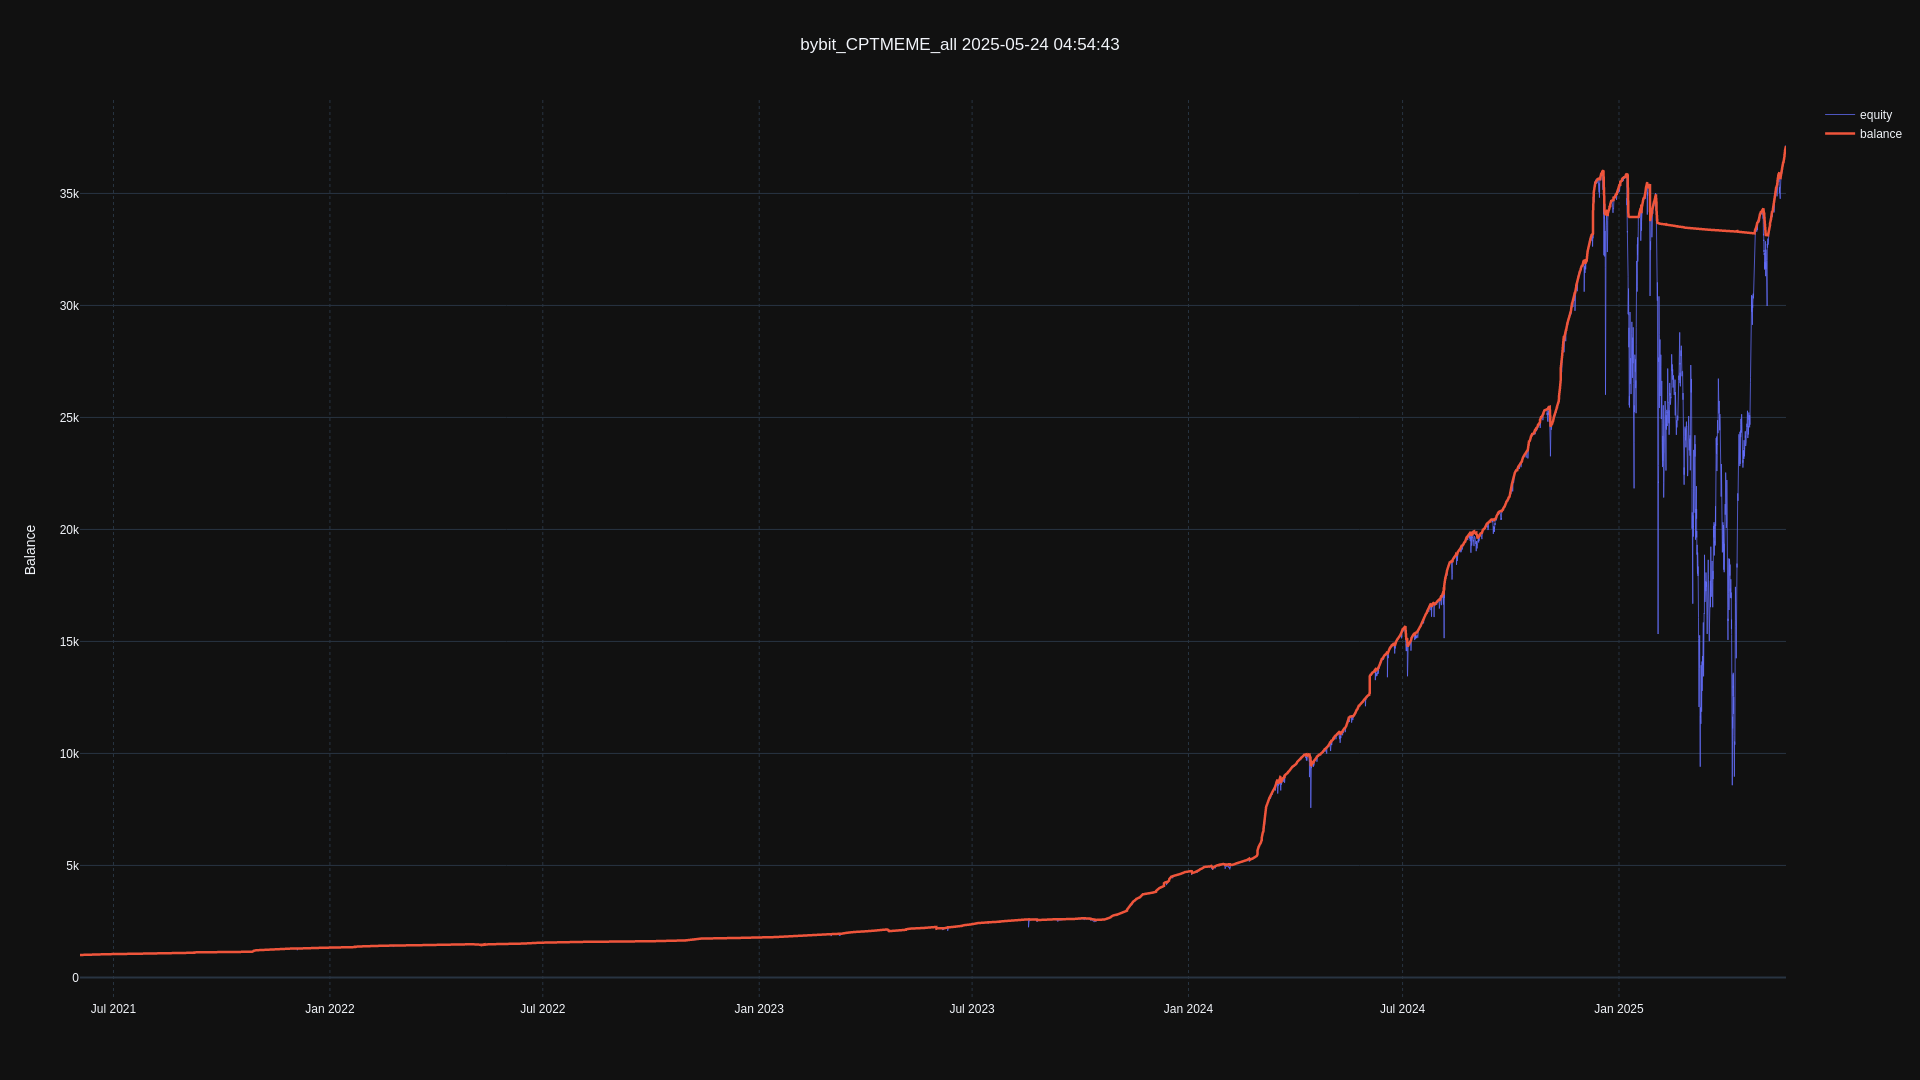 bybit_CPTMEME_all 2025-05-24 04:54:43
equity
balance
35k
30k
25k
20k
15k
10k
5k
0
Balance
Jul 2021
Jan 2022
Jul 2022
Jan 2023
Jul 2023
Jan 2024
Jul 2024
Jan 2025